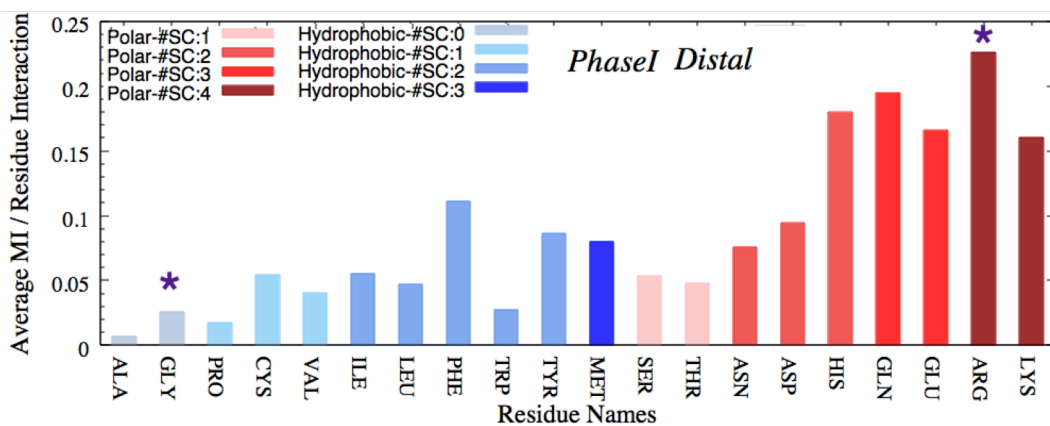 Average MI / Residue Interaction
0.25
0.2
0.15
0.1
0.05
0
Polar-#SC:1
Polar-#SC:2
Polar-#SC:3
Polar-#SC:4
Hydrophobic-#SC:0
Hydrophobic-#SC:1
Hydrophobic-#SC:2
Hydrophobic-#SC:3
PhaseI Distal
*
*
ALA
GLY
PRO
CYS
VAL
ILE
LEU
PHE
TRP
TYR
MET
SER
THR
ASN
ASP
HIS
GLN
GLU
ARG
LYS
Residue Names